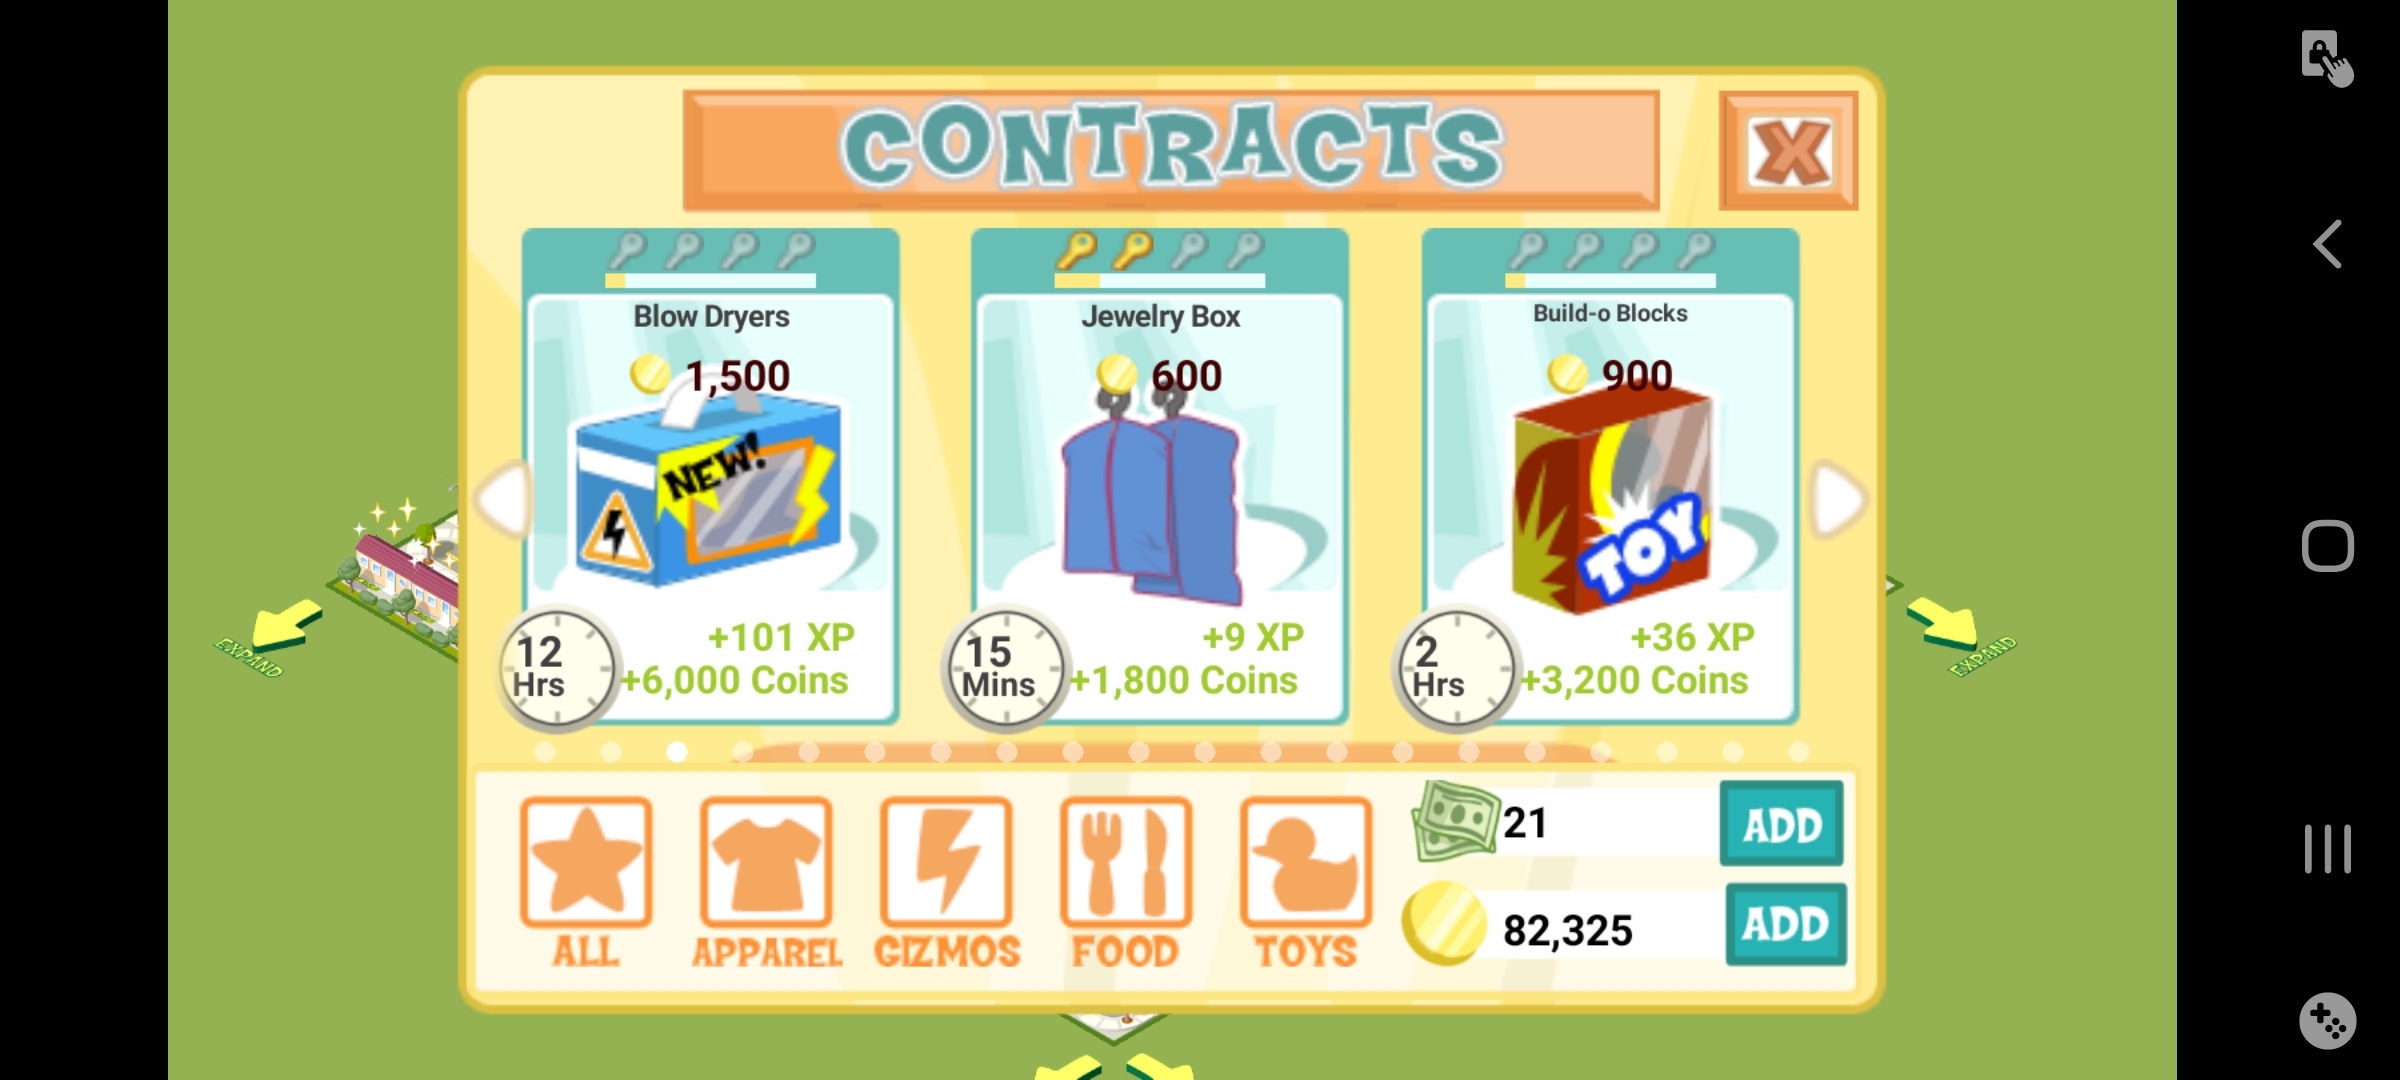 CONTRACTS
X
Blow Dryers
1,500
NEW!
12
Hrs
+101 XP
+6,000 Coins
Jewelry Box
600
15
Mins
+9 XP
+1,800 Coins
Build-o Blocks
900
TOY
2
Hrs
+36 XP
+3,200 Coins
EXPAND
EXPAND
ALL
APPAREL
GIZMOS
FOOD
TOYS
21
ADD
82,325
ADD